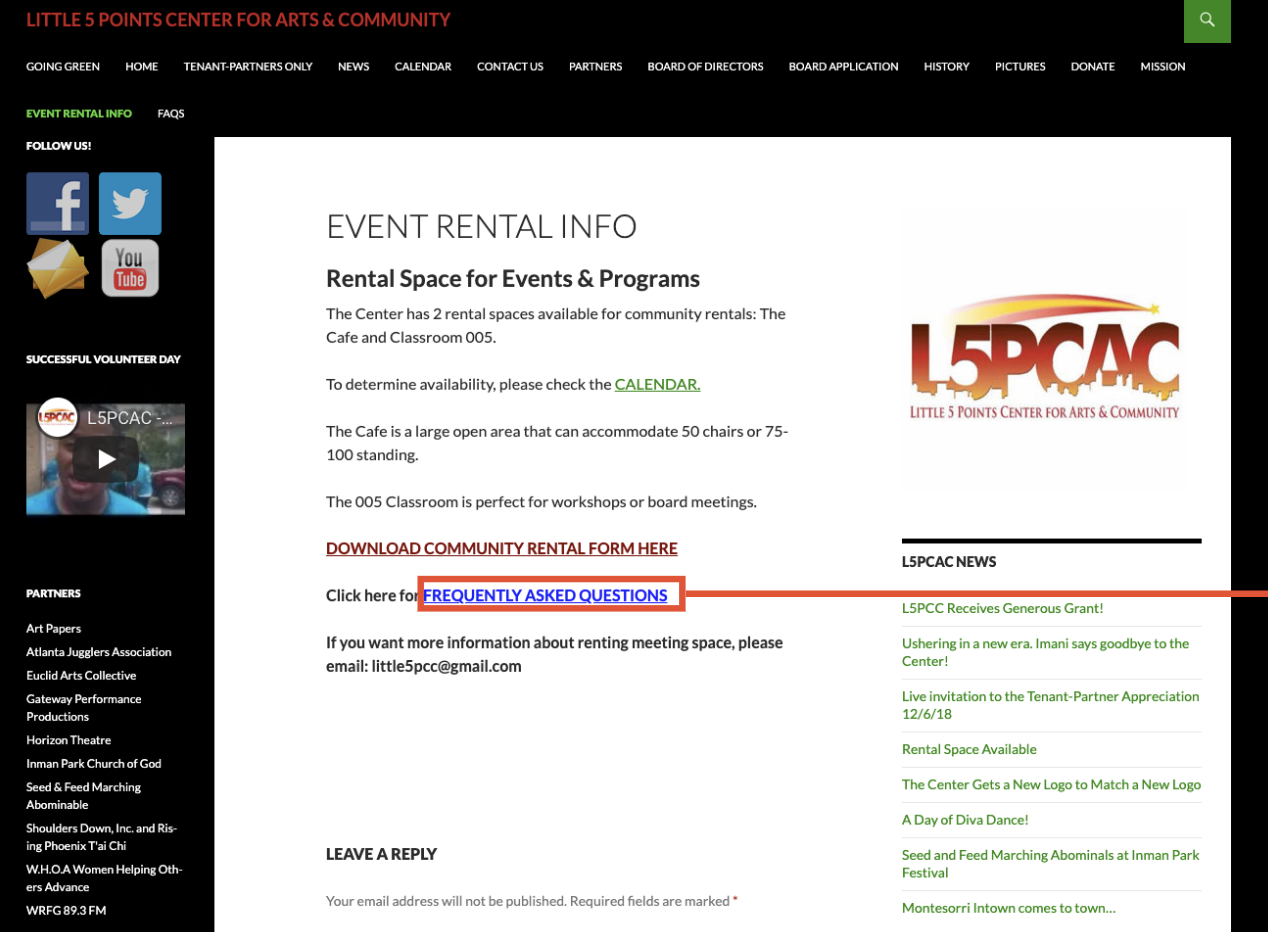 LITTLE 5 POINTS CENTER FOR ARTS & COMMUNITY
GOING GREEN HOME TENANT-PARTNERS ONLY NEWS CALENDAR CONTACT US PARTNERS BOARD OF DIRECTORS BOARD APPLICATION HISTORY PICTURES DONATE MISSION
EVENT RENTAL INFO FAQS
FOLLOW US!
f
You
Tube
SUCCESSFUL VOLUNTEER DAY
L5PCAC
L5PCAC -...
PARTNERS
Art Papers
Atlanta Jugglers Association
Euclid Arts Collective
Gateway Performance
Productions
Horizon Theatre
Inman Park Church of God
Seed & Feed Marching
Abominable
Shoulders Down, Inc. and Ris-
ing Phoenix T'ai Chi
W.H.O.A Women Helping Oth-
ers Advance
WRFG 89.3 FM
EVENT RENTAL INFO
Rental Space for Events & Programs
The Center has 2 rental spaces available for community rentals: The
Cafe and Classroom 005.
To determine availability, please check the CALENDAR.
The Cafe is a large open area that can accommodate 50 chairs or 75-
100 standing.
The 005 Classroom is perfect for workshops or board meetings.
DOWNLOAD COMMUNITY RENTAL FORM HERE
Click here for FREQUENTLY ASKED QUESTIONS
If you want more information about renting meeting space, please
email: little5pcc@gmail.com
LEAVE A REPLY
Your email address will not be published. Required fields are marked *
L5PCAC
LITTLE 5 POINTS CENTER FOR ARTS & COMMUNITY
L5PCAC NEWS
L5PCC Receives Generous Grant!
Ushering in a new era. Imani says goodbye to the
Center!
Live invitation to the Tenant-Partner Appreciation
12/6/18
Rental Space Available
The Center Gets a New Logo to Match a New Logo
A Day of Diva Dance!
Seed and Feed Marching Abominals at Inman Park
Festival
Montesorri Intown comes to town…